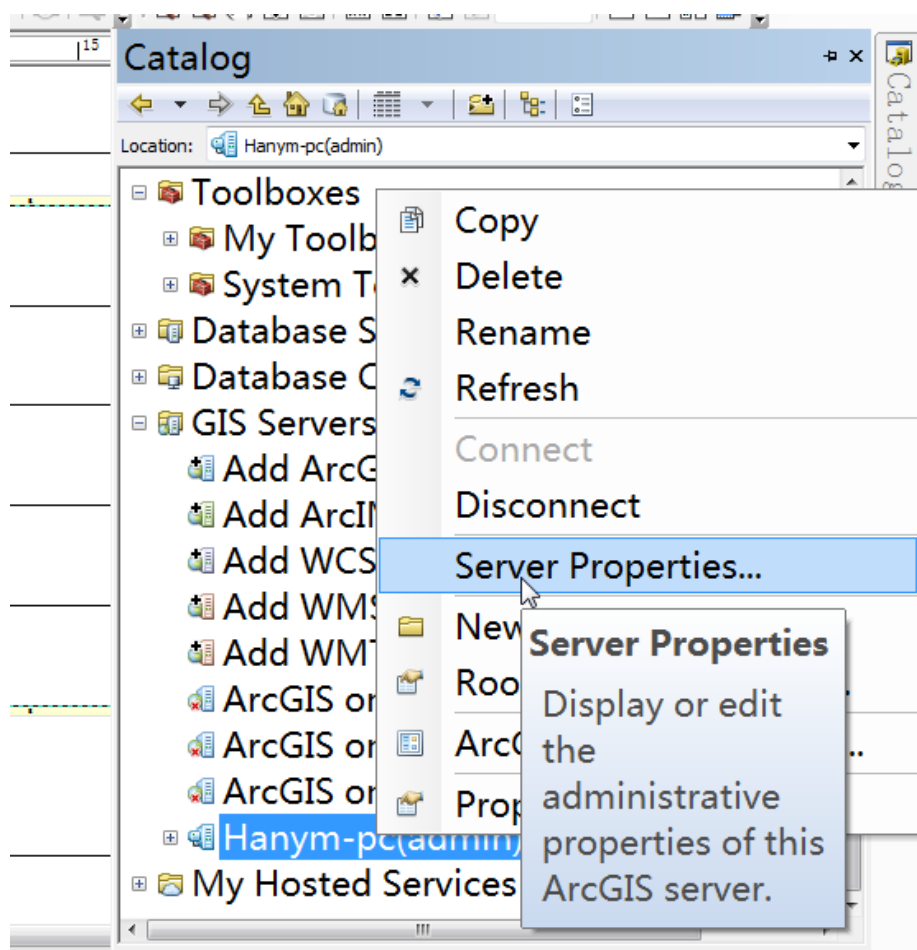 15
Catalog
Catalog
Location: Hanym-pc(admin)
Toolboxes
My Toolb
System T
Database S
Database C
GIS Servers
Add ArcG
Add ArcIM
Add WCS
Add WMS
Add WMT
ArcGIS or
ArcGIS or
ArcGIS or
Hanym-pc(admin)
My Hosted Services
Copy
Delete
Rename
Refresh
Connect
Disconnect
Server Properties...
New
Roo
ArcG
Prop
Server Properties
Display or edit
the
administrative
properties of this
ArcGIS server.